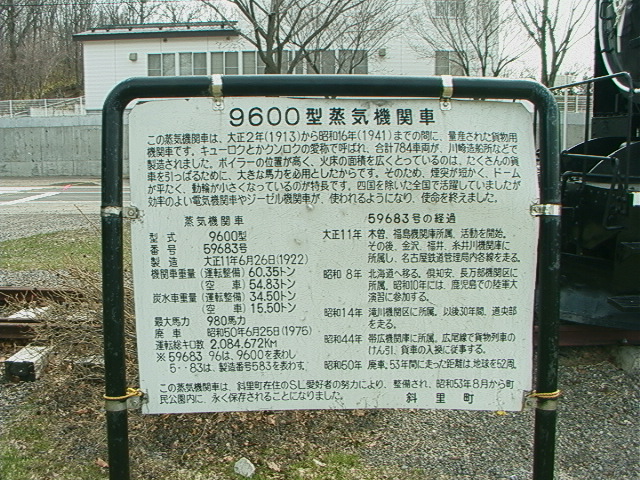 9600型蒸気機関車
この蒸気機関車は、大正2年(1913)から昭和16年(1941)までの間に、量産された貨物用
機関車です。キューロクとかクンロクの愛称で呼ばれ、合計784車両が、川崎造船所などで
製造されました。ボイラーの位置が高く、火床の面積を広くとっているのは、たくさんの貨
車を引っぱるために、大きな馬力を必用としたからです。そのため、煙突が短かく、ドーム
が平たく、動輪が小さくなっているのが特長です。四国を除いた全国で活躍していましたが
効率のよい電気機関車やジーゼル機関車が、使われるようになり、使命を終えました。
蒸気機関車
型式 9600型
番号 59683号
製造 大正11年6月26日(1922)
機関車重量 (運転整備) 60.35トン
(空車) 54.83トン
炭水車重量 (運転整備) 34.50トン
(空車) 15.50トン
最大馬力 980馬力
廃車 昭和50年6月25日(1975)
運転総キロ数 2,084,672KM
※59683 96は、9600を表わし
5‥83は、製造番号583を表わす。
59683号の経過
大正11年 木曽、福島機関庫所属、活動を開始。
その後、金沢、福井、糸井川機関庫に
所属し、名古屋鉄道管理局内各線を走る。
昭和8年 北海道へ移る。倶知安、長万部機関区に
所属、昭和10年には、鹿児島での陸軍大
演習に参加する。
昭和14年 滝川機関区に所属、以後30年間、道央部
を走る。
昭和44年 帯広機関庫に所属、広尾線で貨物列車の
けん引、貨車の入換に従事する。
昭和50年 廃車。53年間に走った距離は、地球を52周。
この蒸気機関車は、斜里町在住のSL愛好者の努力により、整備され、昭和53年8月から町
民公園内に、永く保存されることになりました。 斜里町